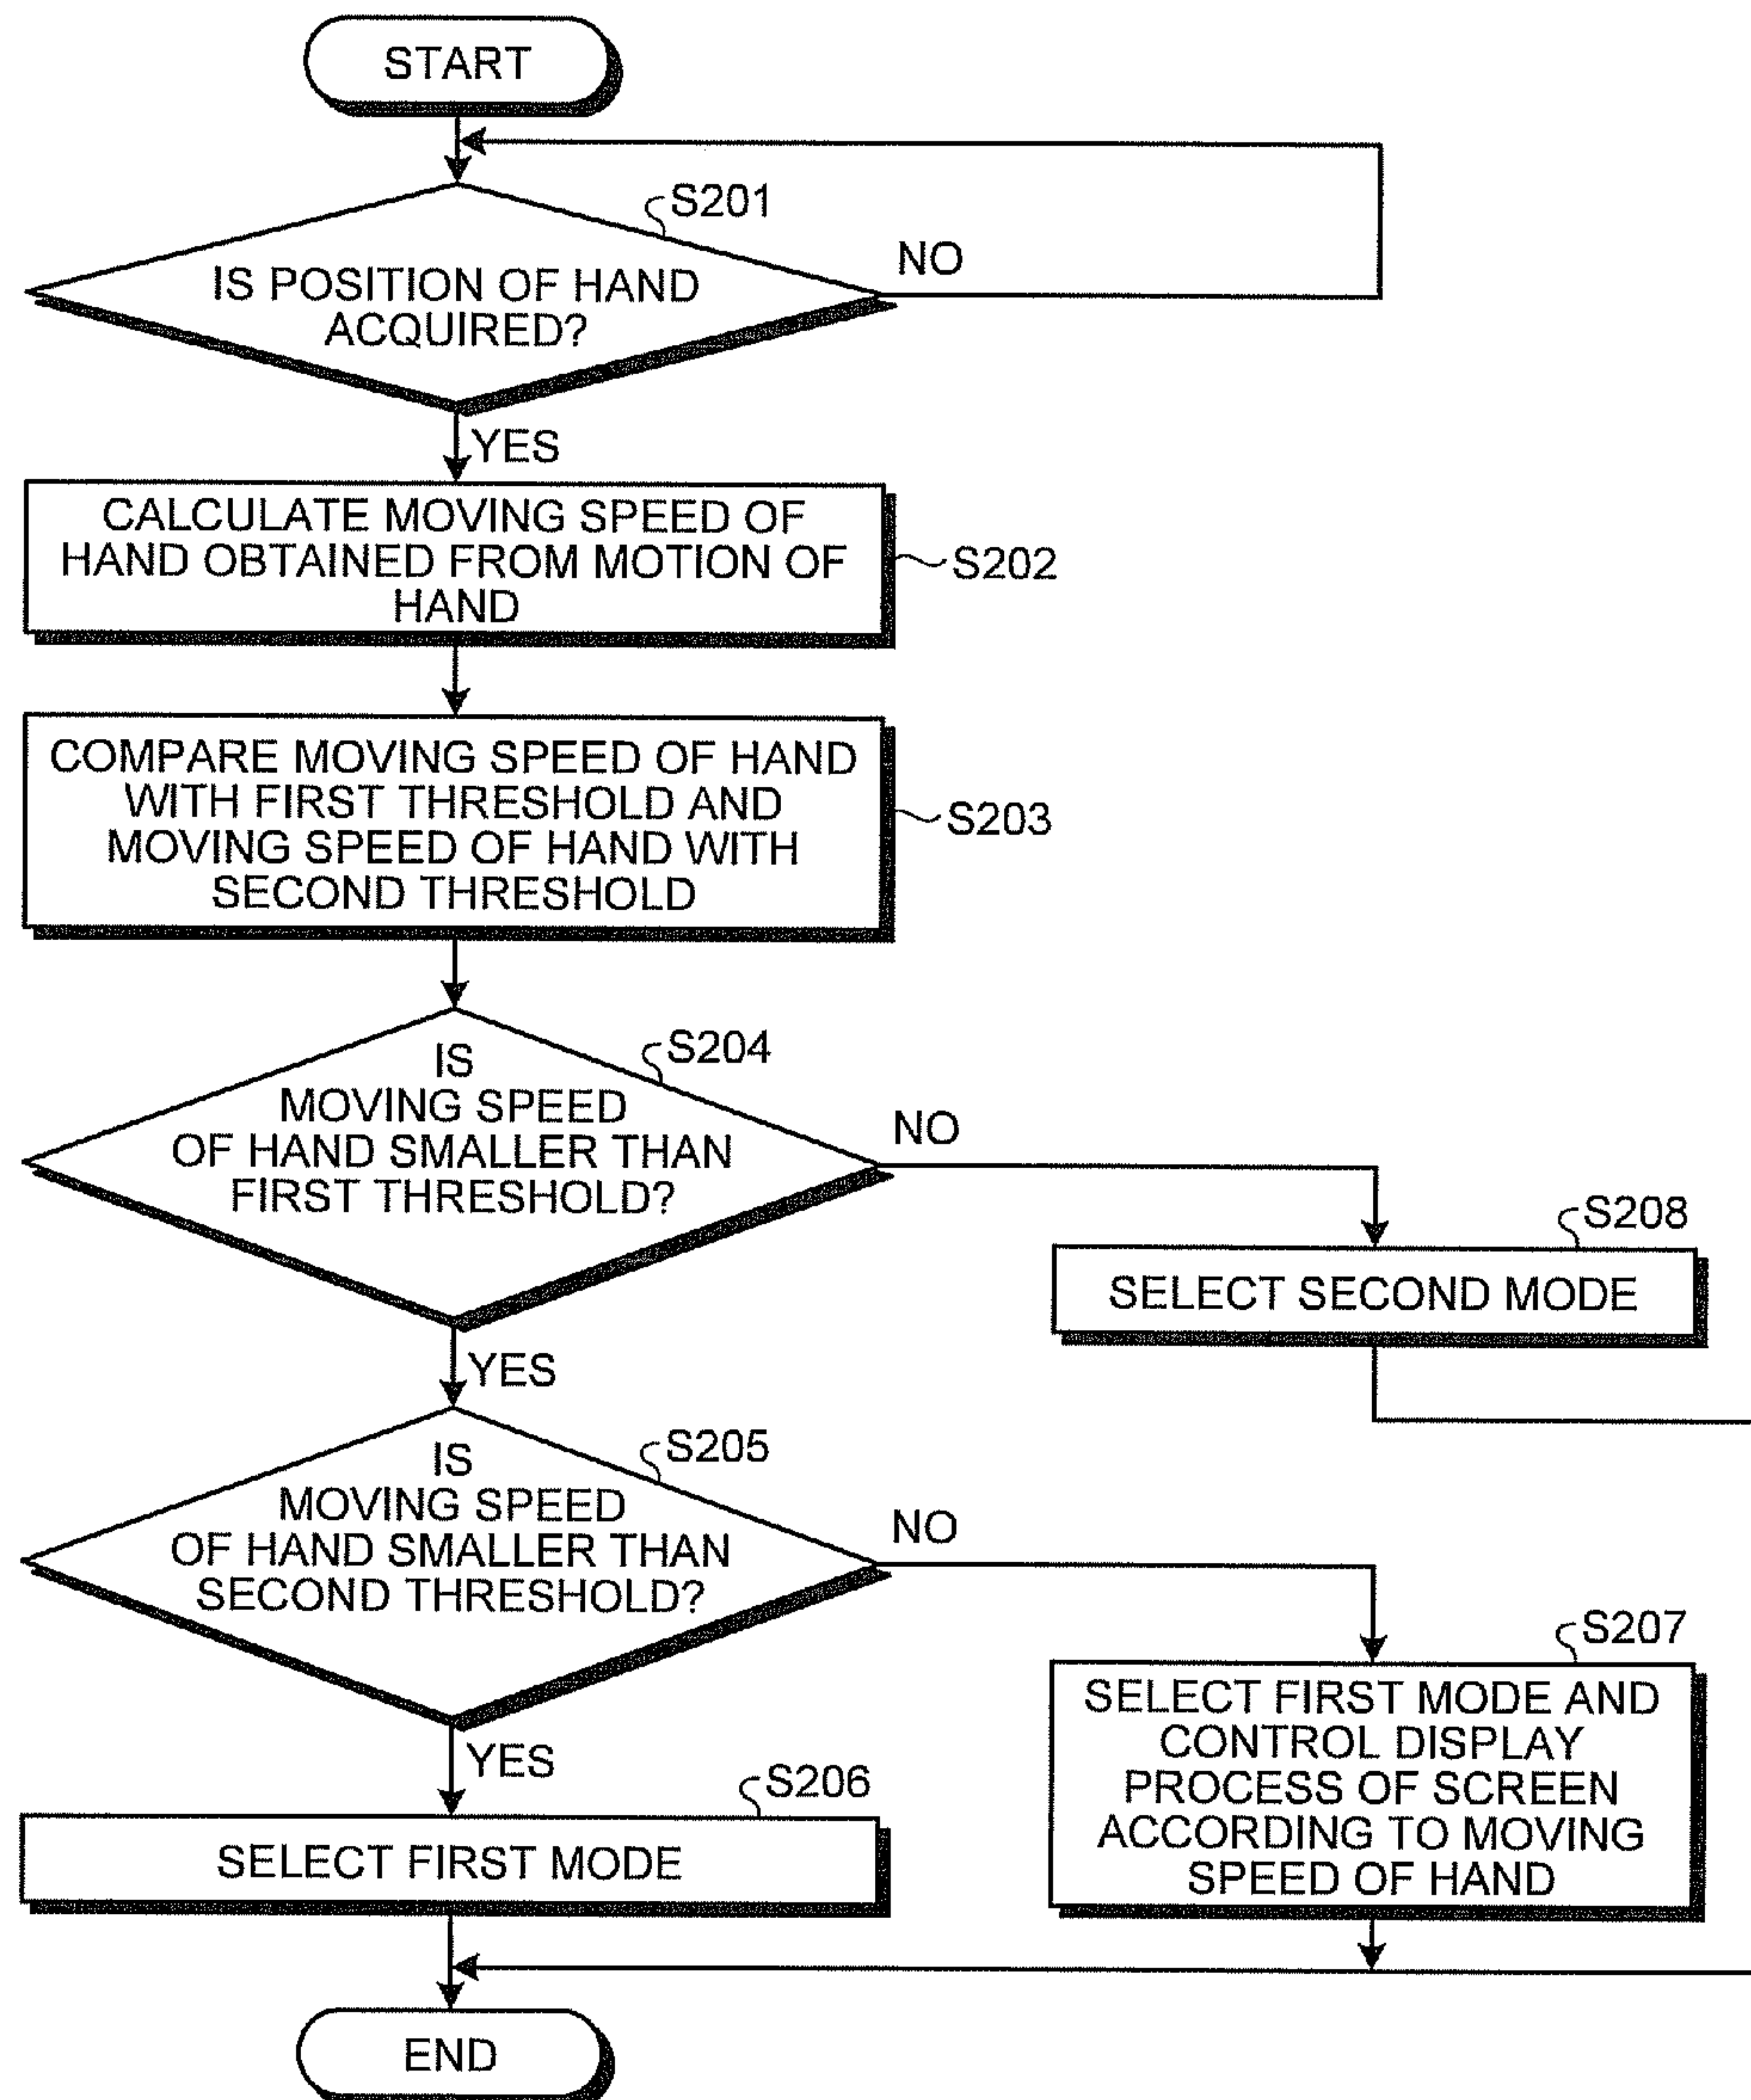 START
S201
IS POSITION OF HAND
ACQUIRED?
NO
YES
CALCULATE MOVING SPEED OF
HAND OBTAINED FROM MOTION OF
HAND
S202
COMPARE MOVING SPEED OF HAND
WITH FIRST THRESHOLD AND
MOVING SPEED OF HAND WITH
SECOND THRESHOLD
S203
IS
MOVING SPEED
OF HAND SMALLER THAN
FIRST THRESHOLD?
S204
NO
YES
S208
SELECT SECOND MODE
IS
MOVING SPEED
OF HAND SMALLER THAN
SECOND THRESHOLD?
S205
NO
YES
S207
SELECT FIRST MODE AND
CONTROL DISPLAY
PROCESS OF SCREEN
ACCORDING TO MOVING
SPEED OF HAND
S206
SELECT FIRST MODE
END